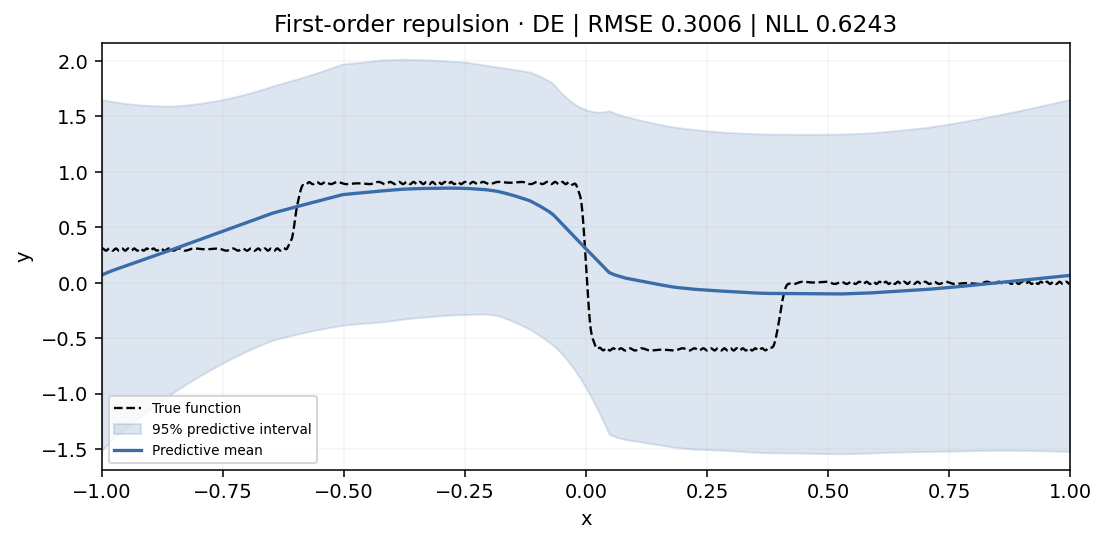 First-order repulsion · DE | RMSE 0.3006 | NLL 0.6243
y
2.0
1.5
1.0
0.5
0.0
−0.5
−1.0
−1.5
True function
95% predictive interval
Predictive mean
−1.00 −0.75 −0.50 −0.25 0.00 0.25 0.50 0.75 1.00
x